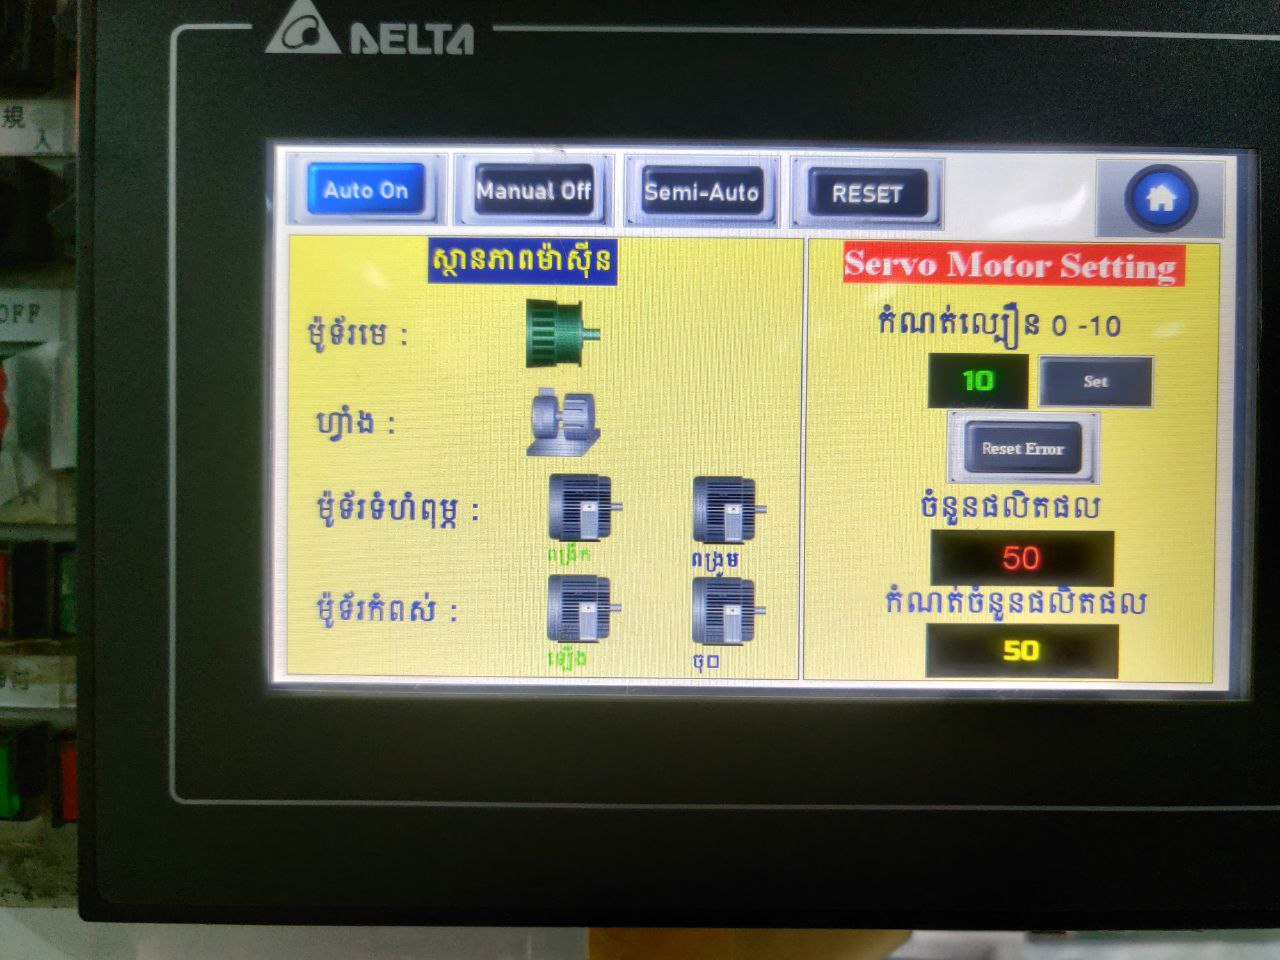 DELTA
規
入
OFF
Auto On
Manual Off
Semi-Auto
RESET
ស្ថានភាពម៉ាស៊ីន
ម៉ូទ័រមេ :
ហ្វាំង :
ម៉ូទ័រទំហំពុម្ភ :
ពង្រីក
ពង្រួម
ម៉ូទ័រកំពស់ :
ឡើង
ចុះ
Servo Motor Setting
កំណត់ល្បឿន 0 -10
10
Set
Reset Error
ចំនួនផលិតផល
50
កំណត់ចំនួនផលិតផល
50